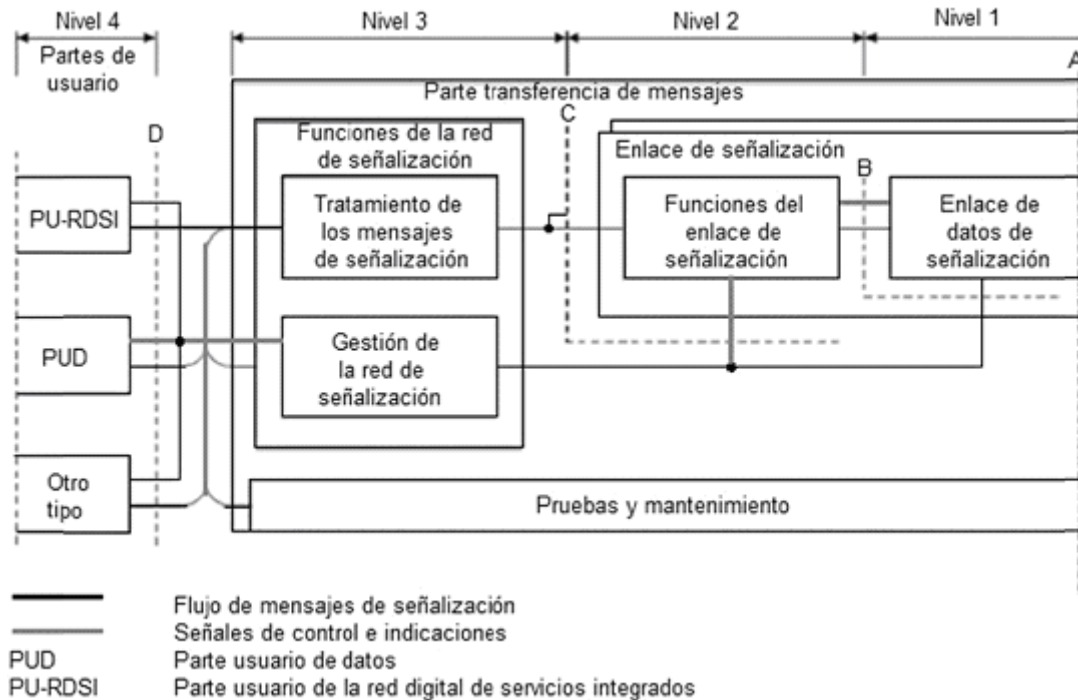 Nivel 4
Nivel 3
Nivel 2
Nivel 1
Partes de
usuario
A
Parte transferencia de mensajes
C
D
Funciones de la red
de señalización
Enlace de señalización
B
PU-RDSI
Tratamiento de
los mensajes
de señalización
Funciones del
enlace de
señalización
Enlace de
datos de
señalización
PUD
Gestión de
la red de
señalización
Otro
tipo
Pruebas y mantenimiento
Flujo de mensajes de señalización
Señales de control e indicaciones
PUD Parte usuario de datos
PU-RDSI Parte usuario de la red digital de servicios integrados